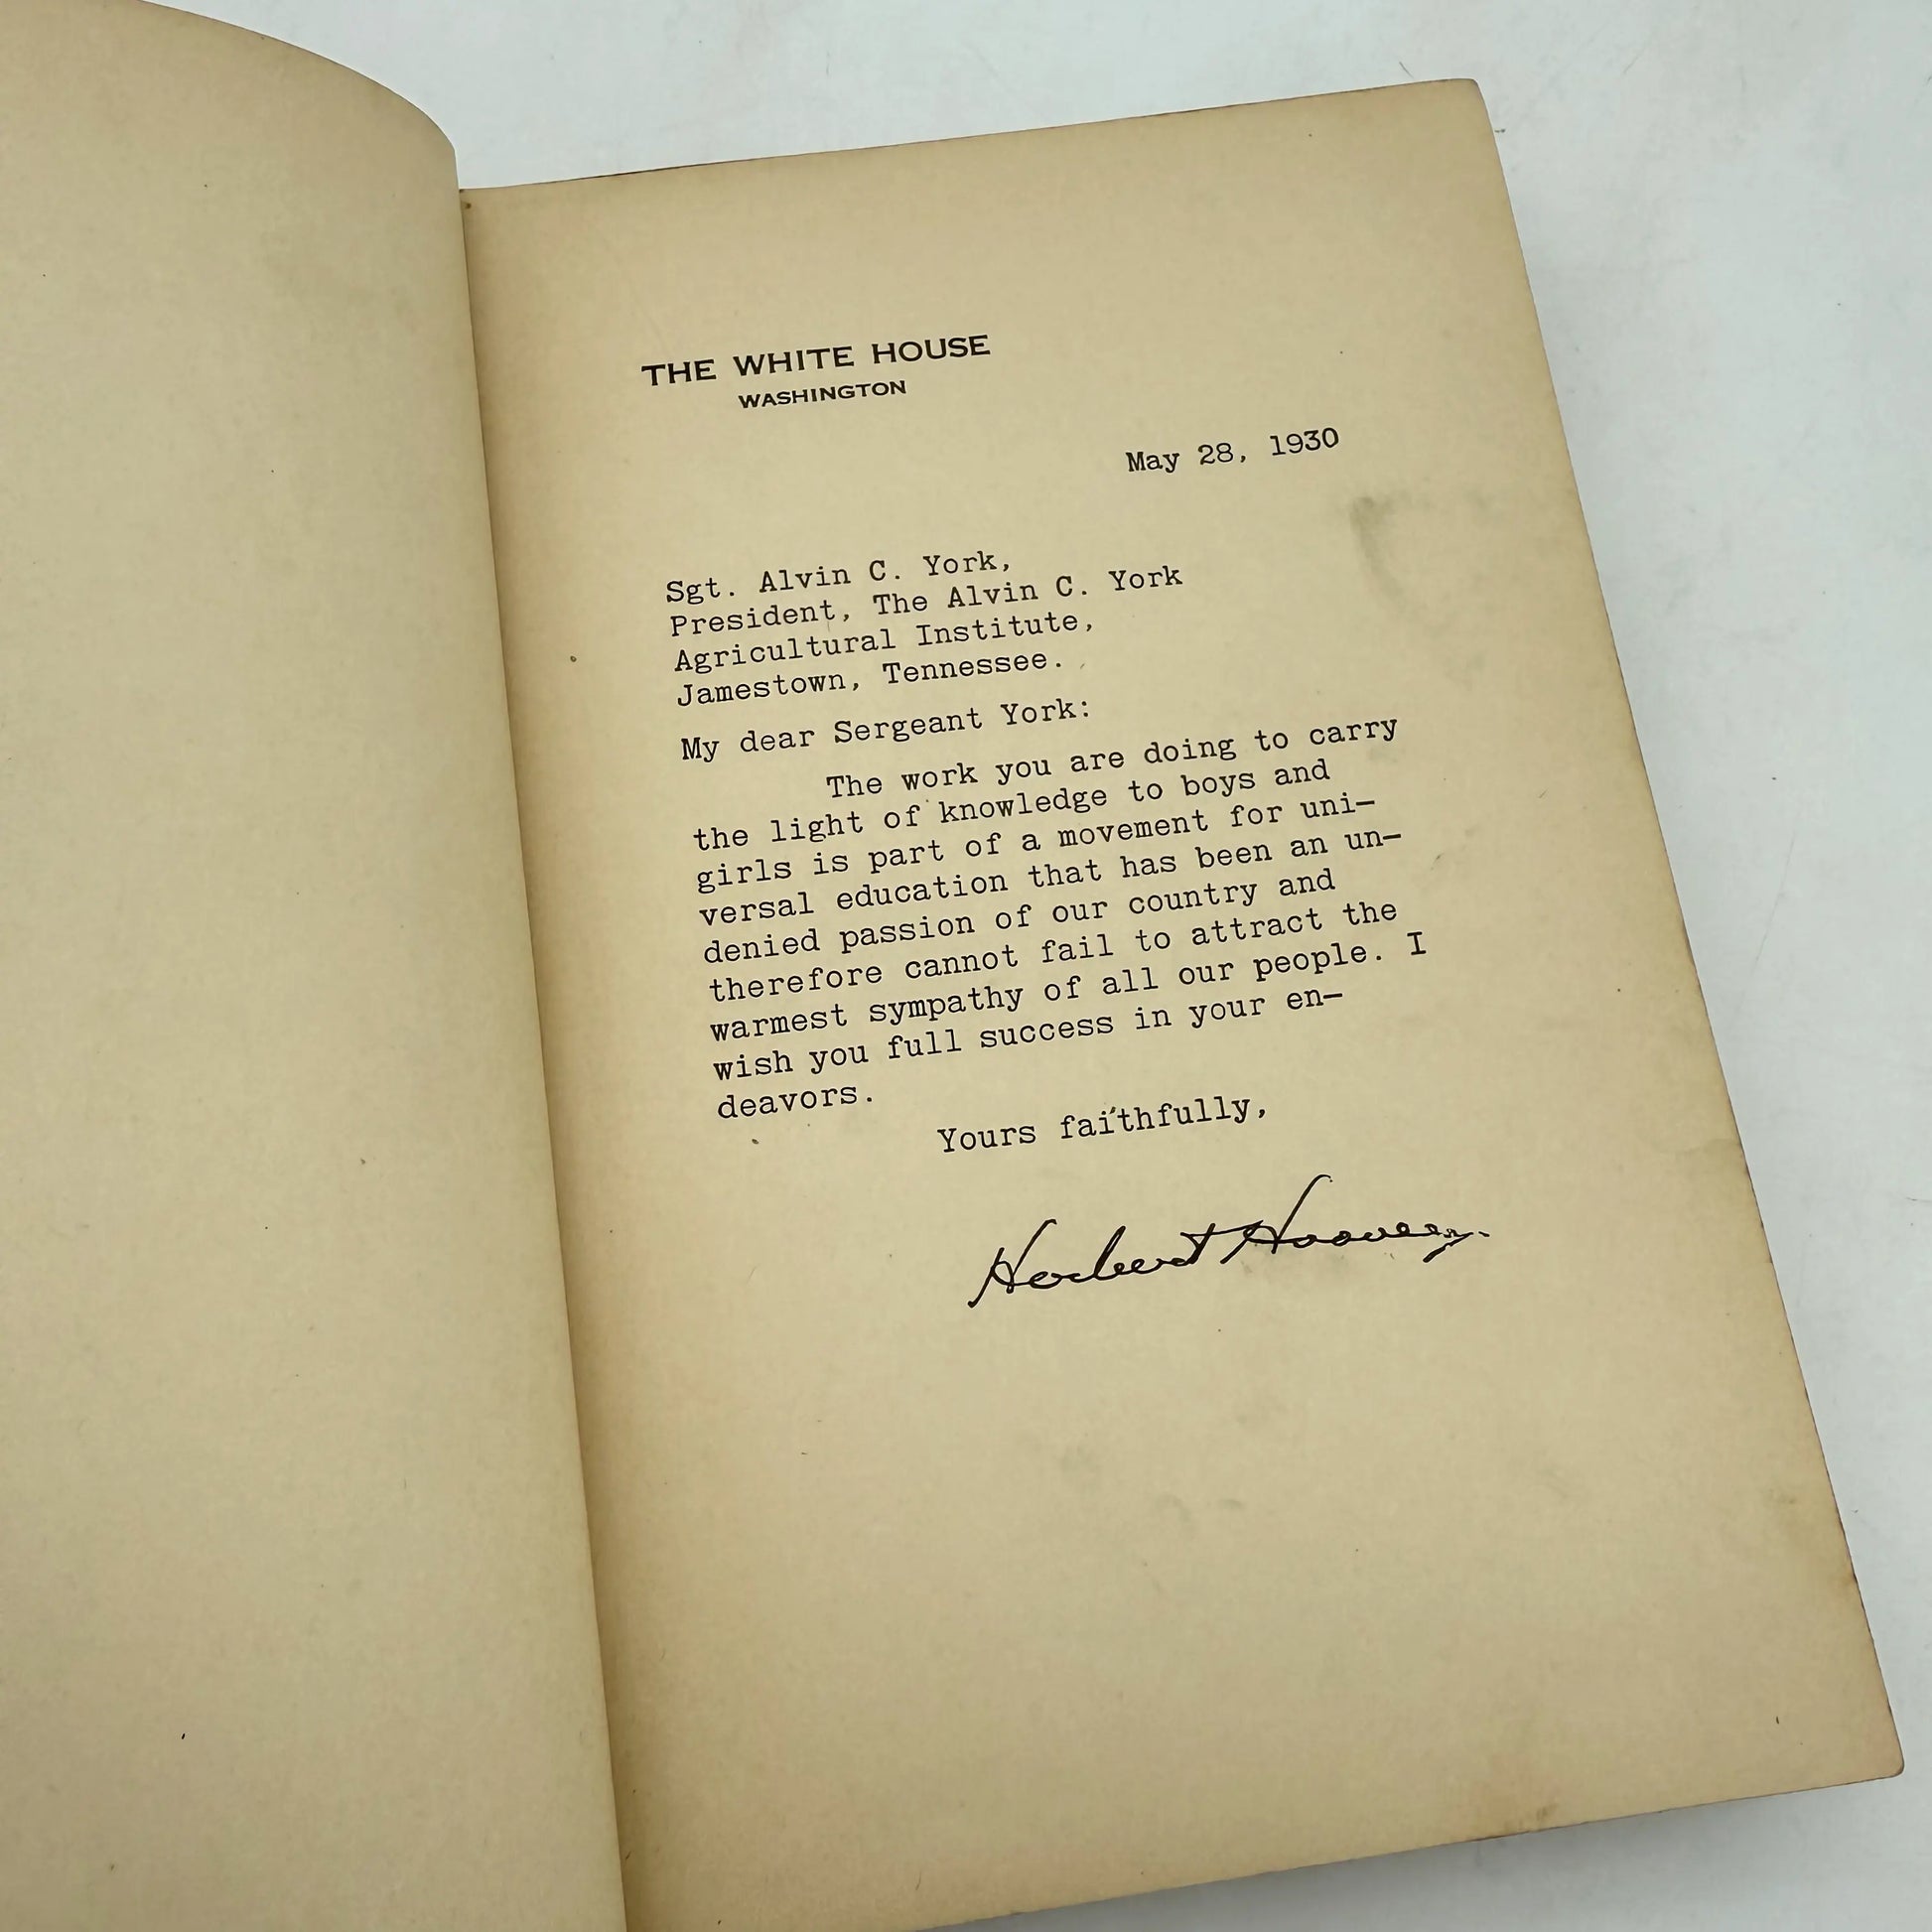 THE WHITE HOUSE
WASHINGTON
May 28, 1930
Sgt. Alvin C. York,
President, The Alvin C. York
Agricultural Institute,
Jamestown, Tennessee.
My dear Sergeant York:
The work you are doing to carry
the light of knowledge to boys and
girls is part of a movement for uni-
versal education that has been an un-
denied passion of our country and
therefore cannot fail to attract the
warmest sympathy of all our people. I
wish you full success in your en-
deavors.
Yours faithfully,
Herbert Hoover